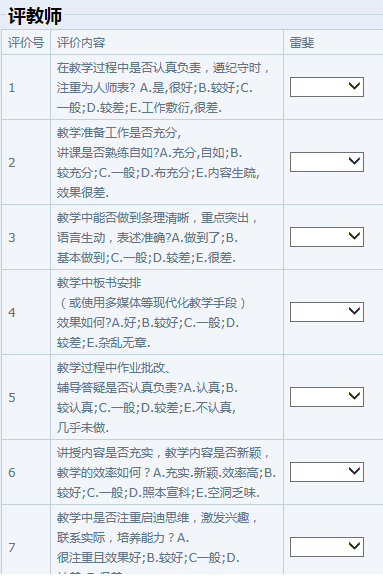 评教师
评价号 评价内容 雷斐
1 在教学过程中是否认真负责，遵纪守时，
注重为人师表? A.是,很好;B.较好;C.
一般;D.较差;E.工作敷衍,很差.
2 教学准备工作是否充分,
讲课是否熟练自如?A.充分,自如;B.
较充分;C.一般;D.布充分;E.内容生疏,
效果很差.
3 教学中能否做到条理清晰，重点突出，
语言生动，表述准确?A.做到了;B.
基本做到;C.一般;D.较差;E.很差.
4 教学中板书安排
（或使用多媒体等现代化教学手段）
效果如何?A.好;B.较好;C.一般;D.
较差;E.杂乱无章.
5 教学过程中作业批改、
辅导答疑是否认真负责?A.认真;B.
较认真;C.一般;D.较差;E.不认真,
几乎未做.
6 讲授内容是否充实，教学内容是否新颖，
教学的效率如何？A.充实.新颖.效率高;B.
较好;C.一般;D.照本宣科;E.空洞乏味.
7 教学中是否注重启迪思维，激发兴趣，
联系实际，培养能力？A.
很注重且效果好;B.较好;C一般;D.